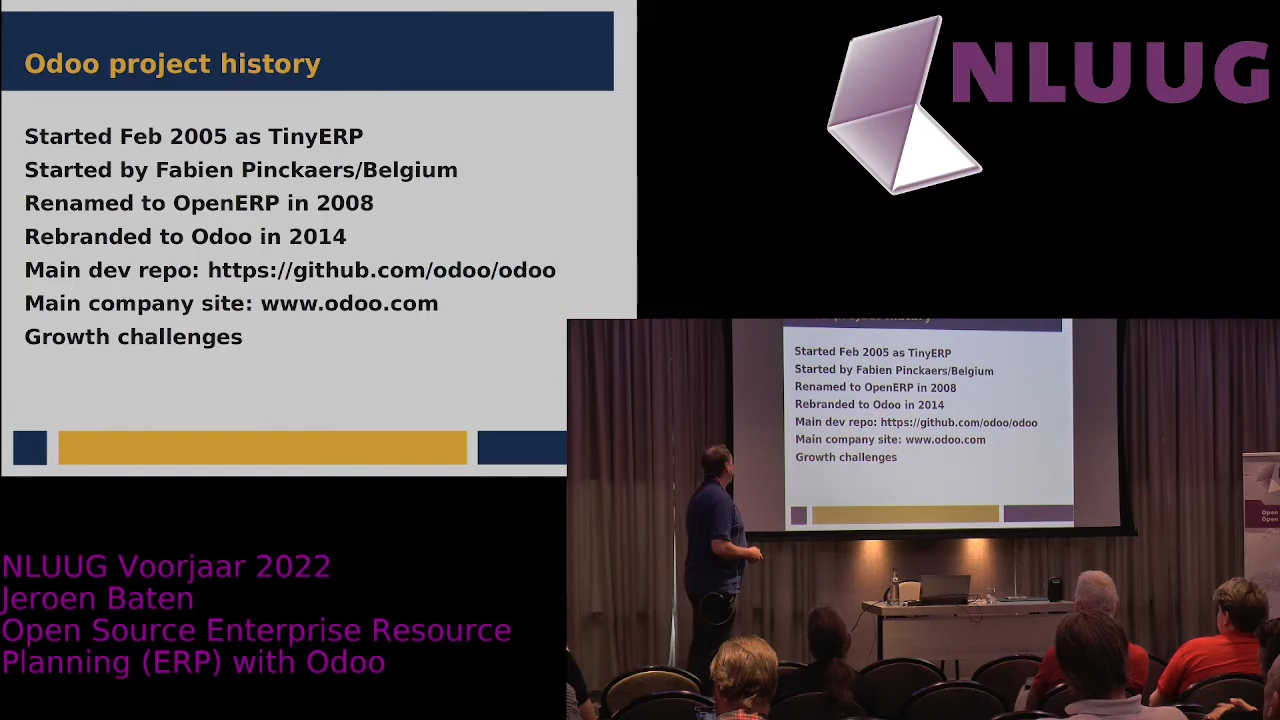 Odoo project history
Started Feb 2005 as TinyERP
Started by Fabien Pinckaers/Belgium
Renamed to OpenERP in 2008
Rebranded to Odoo in 2014
Main dev repo: https://github.com/odoo/odoo
Main company site: www.odoo.com
Growth challenges
NLUUG
Started Feb 2005 as TinyERP
Started by Fabien Pinckaers/Belgium
Renamed to OpenERP in 2008
Rebranded to Odoo in 2014
Main dev repo: https://github.com/odoo/odoo
Main company site: www.odoo.com
Growth challenges
Open
Open
NLUUG Voorjaar 2022
Jeroen Baten
Open Source Enterprise Resource
Planning (ERP) with Odoo